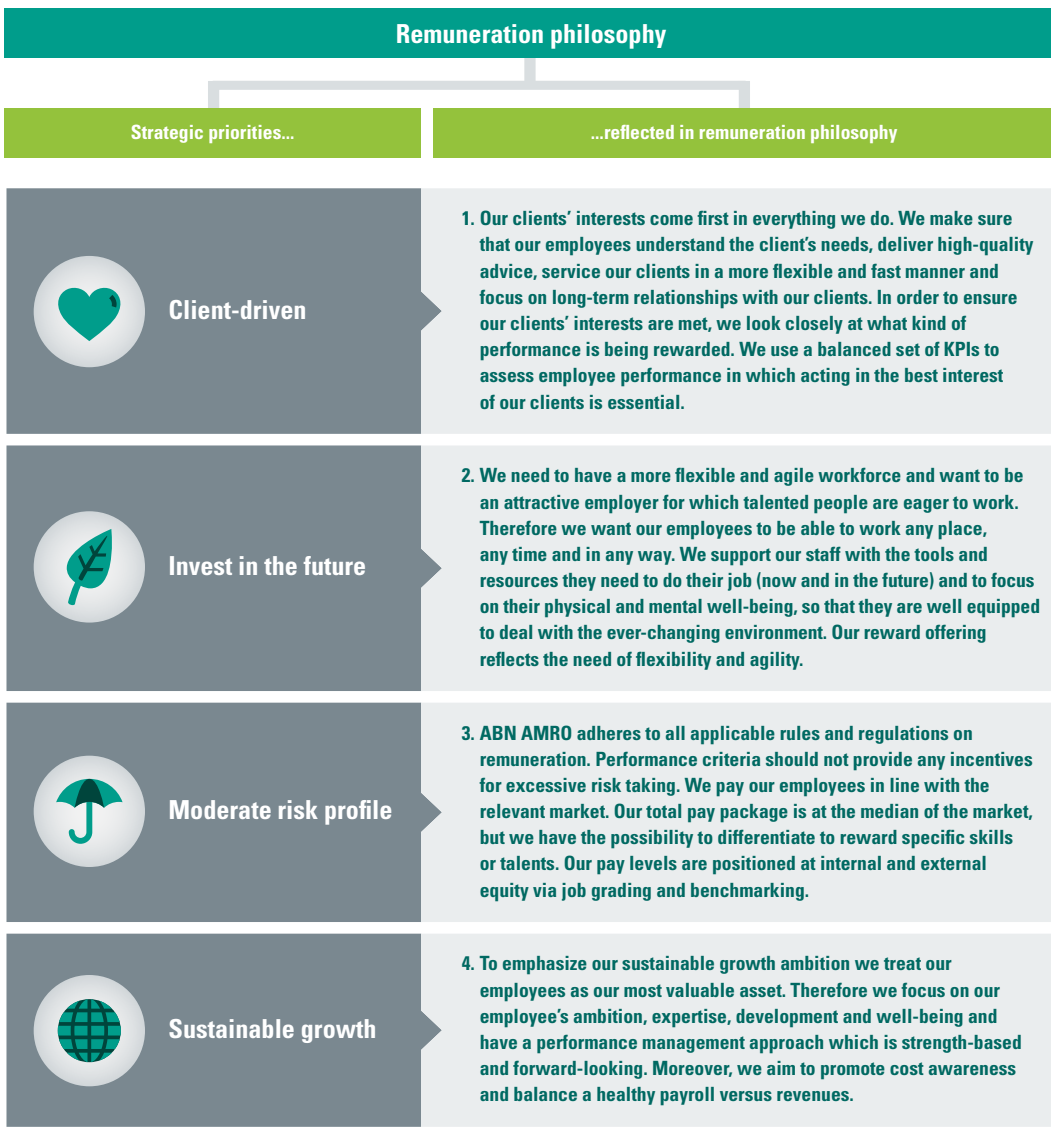 Remuneration philosophy
Strategic priorities...
...reflected in remuneration philosophy
Client-driven
1. Our clients’ interests come first in everything we do. We make sure
that our employees understand the client’s needs, deliver high-quality
advice, service our clients in a more flexible and fast manner and
focus on long-term relationships with our clients. In order to ensure
our clients’ interests are met, we look closely at what kind of
performance is being rewarded. We use a balanced set of KPIs to
assess employee performance in which acting in the best interest
of our clients is essential.
Invest in the future
2. We need to have a more flexible and agile workforce and want to be
an attractive employer for which talented people are eager to work.
Therefore we want our employees to be able to work any place,
any time and in any way. We support our staff with the tools and
resources they need to do their job (now and in the future) and to focus
on their physical and mental well-being, so that they are well equipped
to deal with the ever-changing environment. Our reward offering
reflects the need of flexibility and agility.
Moderate risk profile
3. ABN AMRO adheres to all applicable rules and regulations on
remuneration. Performance criteria should not provide any incentives
for excessive risk taking. We pay our employees in line with the
relevant market. Our total pay package is at the median of the market,
but we have the possibility to differentiate to reward specific skills
or talents. Our pay levels are positioned at internal and external
equity via job grading and benchmarking.
Sustainable growth
4. To emphasize our sustainable growth ambition we treat our
employees as our most valuable asset. Therefore we focus on our
employee’s ambition, expertise, development and well-being and
have a performance management approach which is strength-based
and forward-looking. Moreover, we aim to promote cost awareness
and balance a healthy payroll versus revenues.